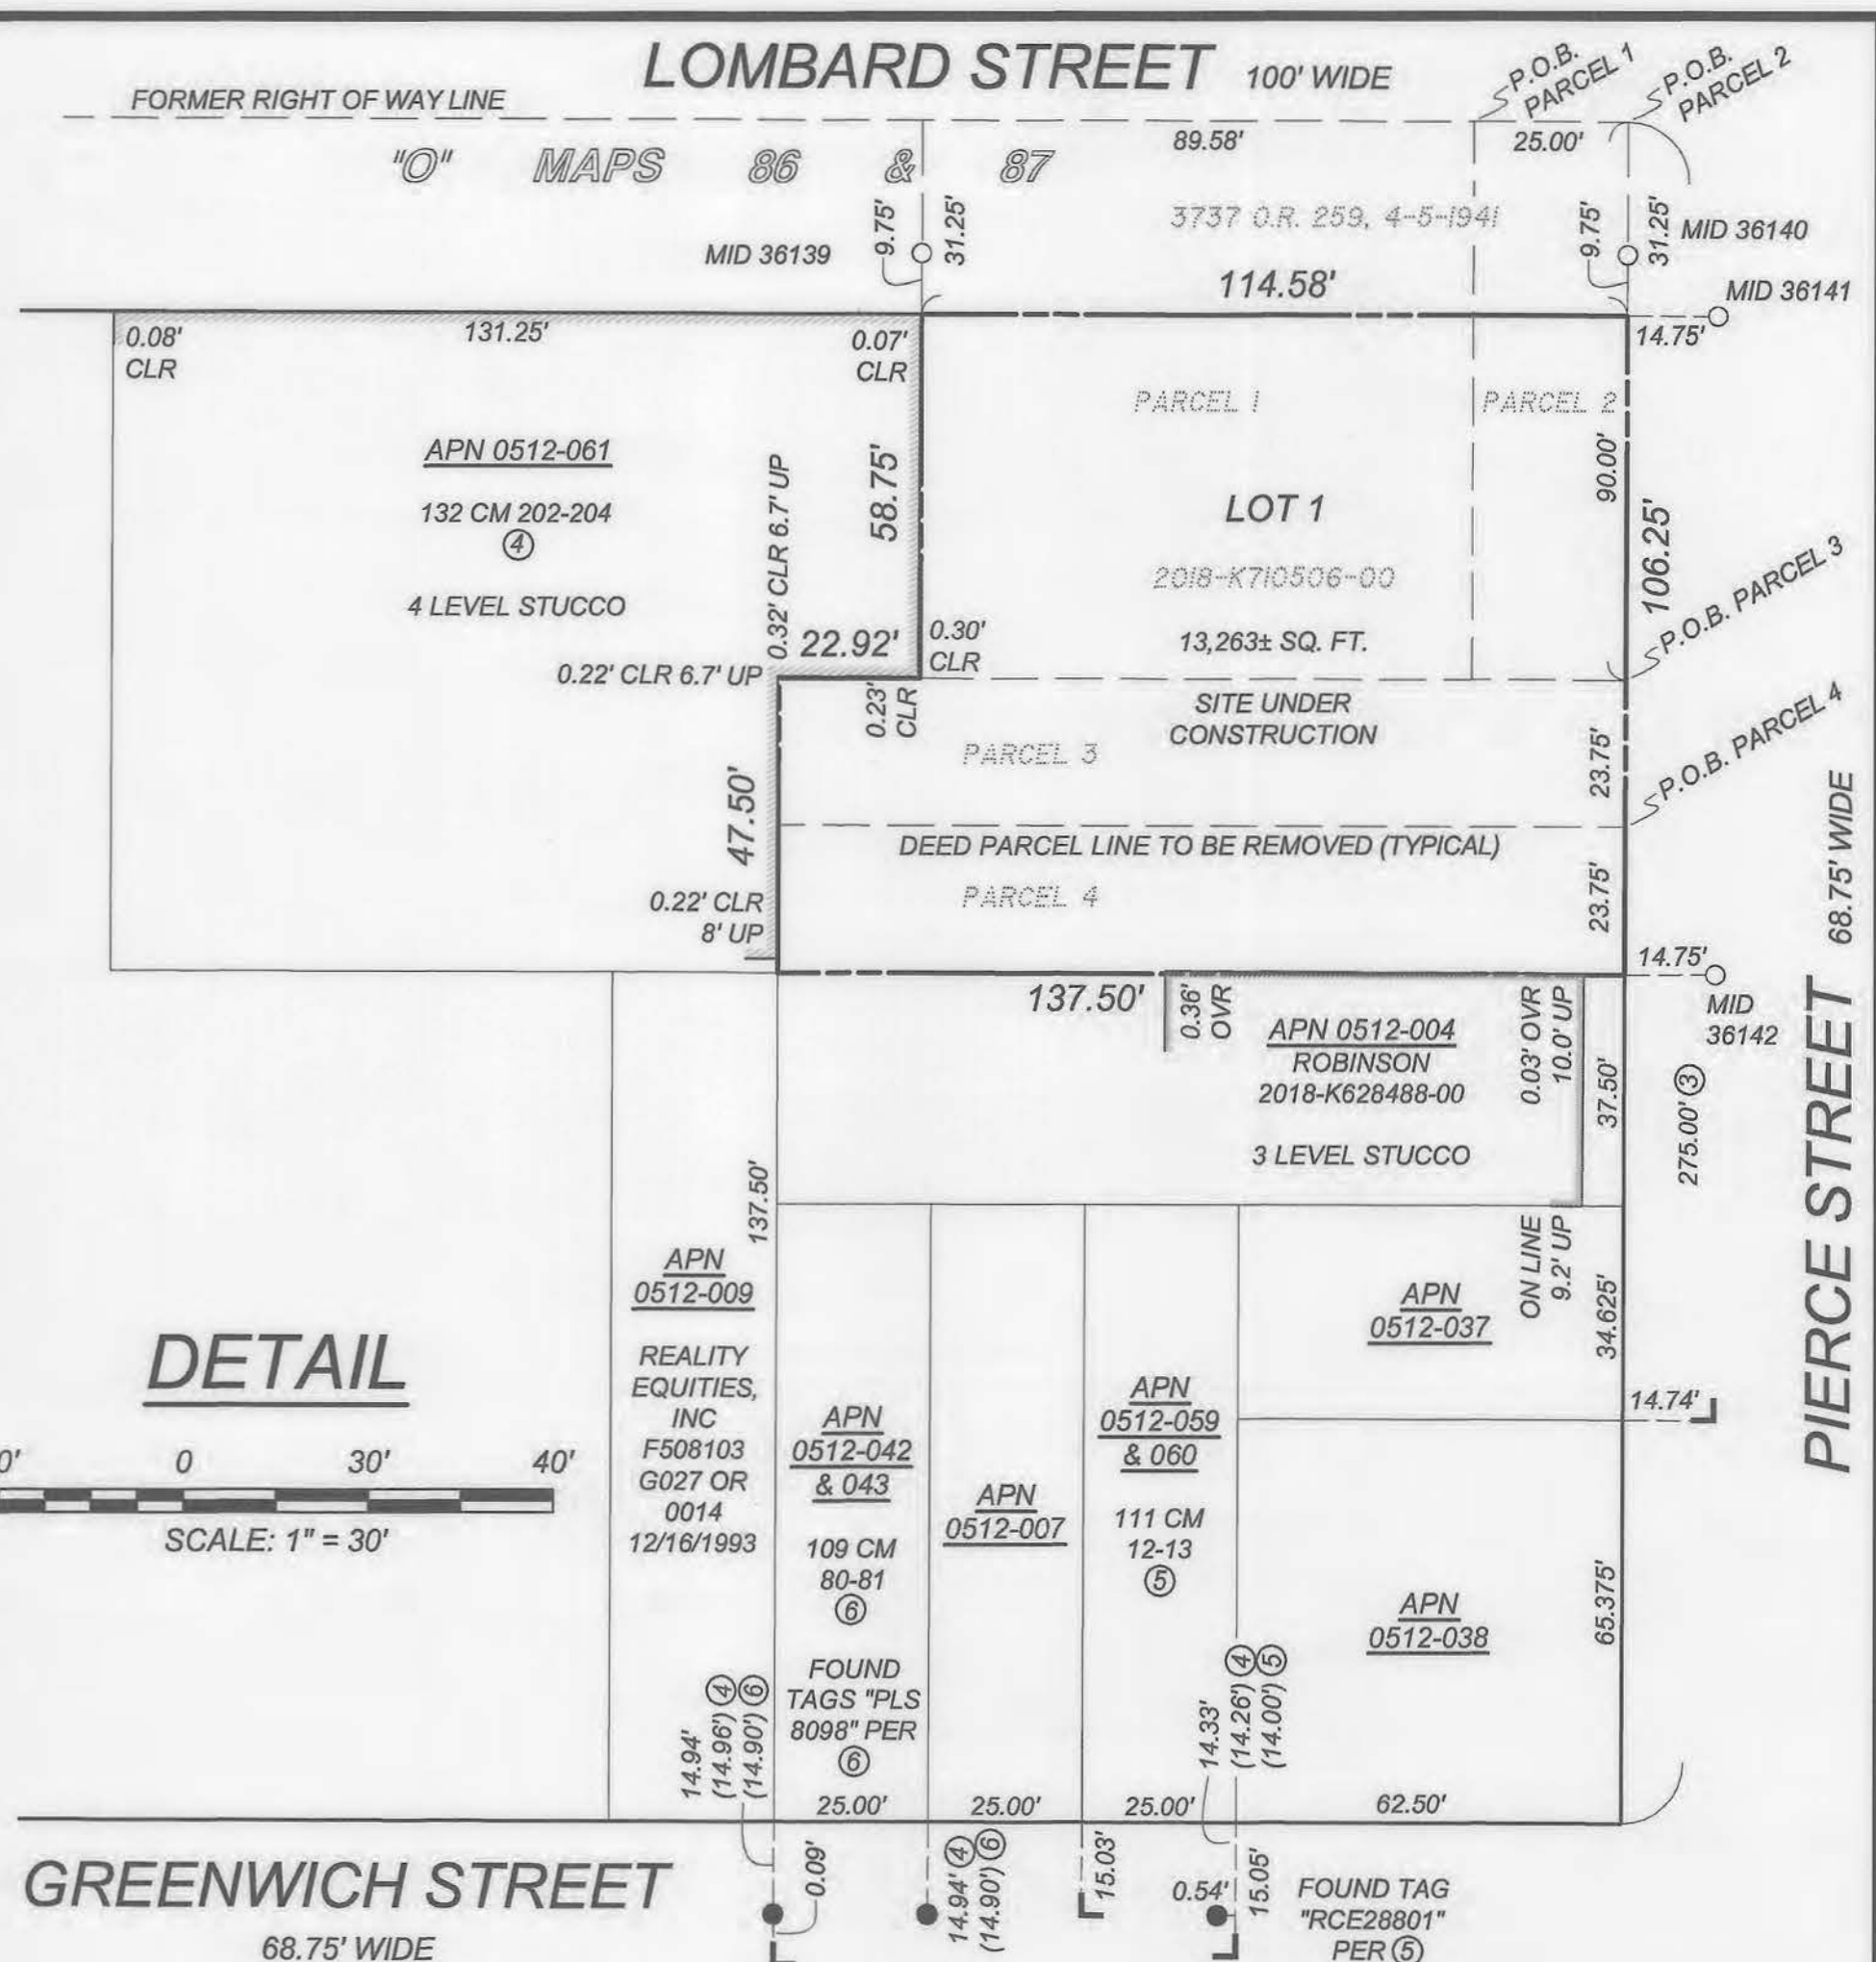 LOMBARD STREET 100' WIDE
P.O.B.
PARCEL 1
P.O.B.
PARCEL 2
FORMER RIGHT OF WAY LINE
89.58'
25.00'
"O" MAPS 86 & 87
3737 O.R. 259, 4-5-1941
9.75'
31.25'
MID 36139
9.75'
31.25'
MID 36140
114.58'
MID 36141
0.08'
CLR
131.25'
0.07'
CLR
14.75'
PARCEL 1
PARCEL 2
APN 0512-061
132 CM 202-204
4
4 LEVEL STUCCO
0.32' CLR 6.7' UP
58.75'
90.00'
106.25'
LOT 1
2018-K710506-00
13,263± SQ. FT.
22.92'
0.30'
CLR
P.O.B. PARCEL 3
0.22' CLR 6.7' UP
0.23'
CLR
SITE UNDER
CONSTRUCTION
PARCEL 3
23.75'
P.O.B. PARCEL 4
47.50'
DEED PARCEL LINE TO BE REMOVED (TYPICAL)
PARCEL 4
23.75'
68.75' WIDE
0.22' CLR
8' UP
14.75'
137.50'
0.36'
OVR
APN 0512-004
ROBINSON
2018-K628488-00
3 LEVEL STUCCO
0.03' OVR
10.0' UP
37.50'
MID
36142
275.00' 3
PIERCE STREET
137.50'
APN
0512-009
REALITY
EQUITIES,
INC
F508103
G027 OR
0014
12/16/1993
ON LINE
9.2' UP
APN
0512-037
34.625'
14.74'
DETAIL
0'
0
30'
40'
SCALE: 1" = 30'
APN
0512-042
& 043
109 CM
80-81
6
FOUND
TAGS "PLS
8098" PER
6
APN
0512-007
APN
0512-059
& 060
111 CM
12-13
5
APN
0512-038
65.375'
14.94'
(14.96') 4
(14.90') 6
14.33'
(14.26') 4
(14.00') 5
25.00'
25.00'
25.00'
62.50'
GREENWICH STREET
68.75' WIDE
0.09'
14.94' 4
(14.90') 6
15.03'
0.54'
15.05'
FOUND TAG
"RCE28801"
PER 5